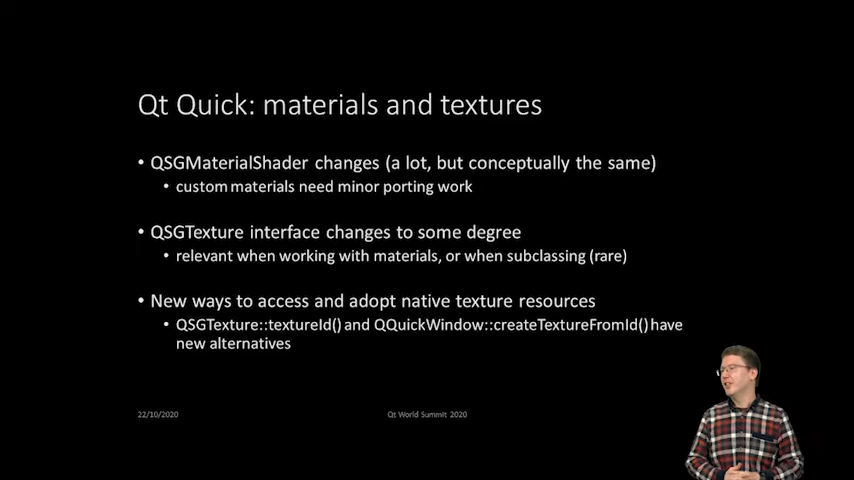 Qt Quick: materials and textures
• QSGMaterialShader changes (a lot, but conceptually the same)
• custom materials need minor porting work
• QSGTexture interface changes to some degree
• relevant when working with materials, or when subclassing (rare)
• New ways to access and adopt native texture resources
• QSGTexture::textureId() and QQuickWindow::createTextureFromId() have
new alternatives
22/10/2020
Qt World Summit 2020